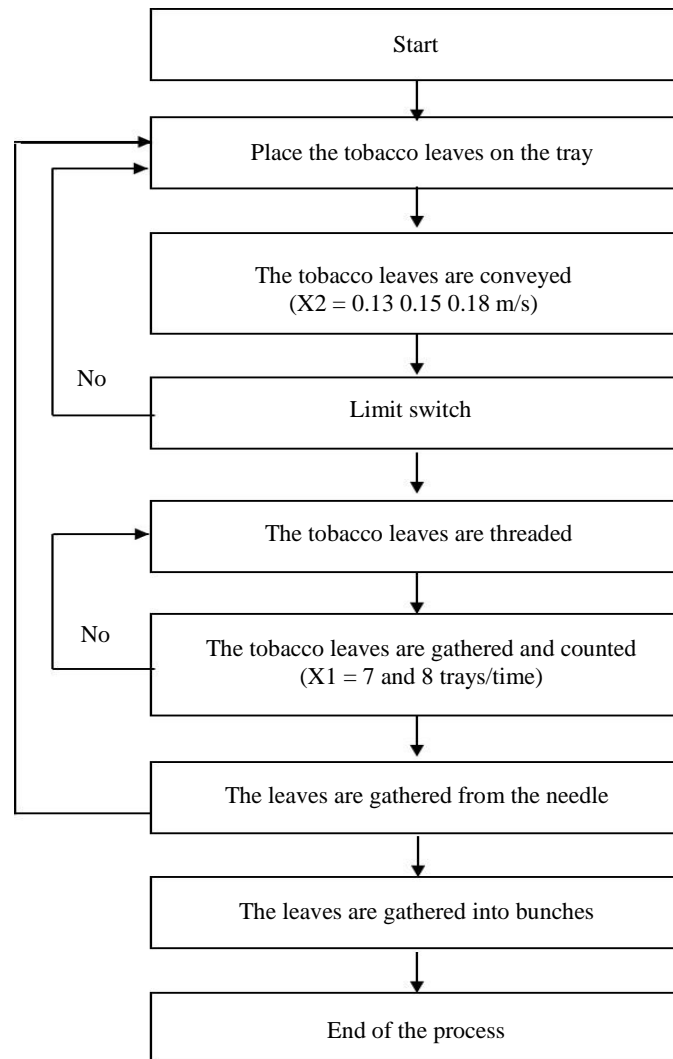 Start
Place the tobacco leaves on the tray
The tobacco leaves are conveyed
(X2 = 0.13 0.15 0.18 m/s)
No
Limit switch
The tobacco leaves are threaded
No
The tobacco leaves are gathered and counted
(X1 = 7 and 8 trays/time)
The leaves are gathered from the needle
The leaves are gathered into bunches
End of the process